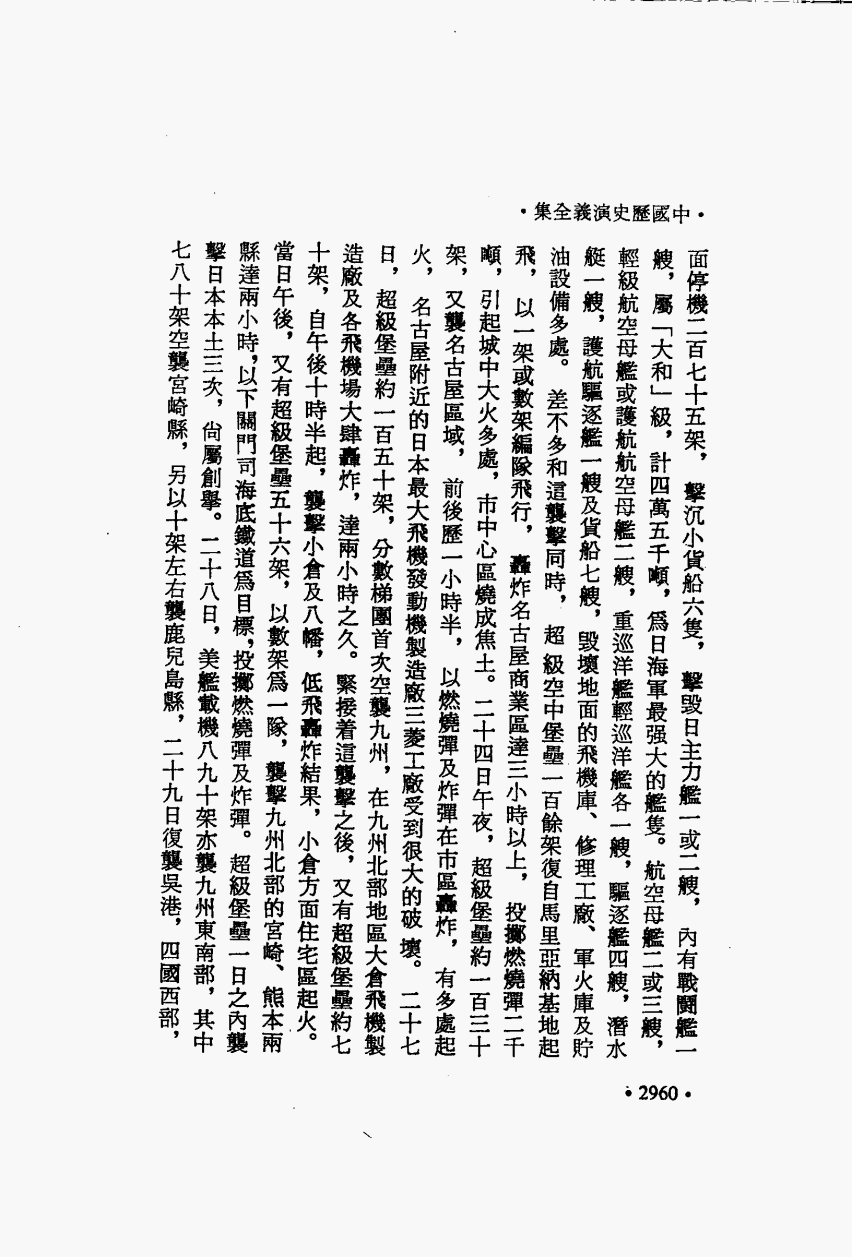 ·中國歷史演義全集·
面停機二百七十五架，擊沉小貨船六隻，擊毀日主力艦一或二艘，內有戰鬪艦一
艘，屬「大和」級，計四萬五千噸，爲日海軍最强大的艦隻。航空母艦二或三艘，
輕級航空母艦或護航航空母艦二艘，重巡洋艦輕巡洋艦各一艘，驅逐艦四艘，潛水
艇一艘，護航驅逐艦一艘及貨船七艘，毀壞地面的飛機庫、修理工廠、軍火庫及貯
油設備多處。差不多和這襲擊同時，超級空中堡壘一百餘架復自馬里亞納基地起
飛，以一架或數架編隊飛行，轟炸名古屋商業區達三小時以上，投擲燃燒彈二千
噸，引起城中大火多處，市中心區燒成焦土。二十四日午夜，超級堡壘約一百三十
架，又襲名古屋區域，前後歷一小時半，以燃燒彈及炸彈在市區轟炸，有多處起
火，名古屋附近的日本最大飛機發動機製造廠三菱工廠受到很大的破壞。二十七
日，超級堡壘約一百五十架，分數梯團首次空襲九州，在九州北部地區大倉飛機製
造廠及各飛機場大肆轟炸，達兩小時之久。緊接着這襲擊之後，又有超級堡壘約七
十架，自午後十時半起，襲擊小倉及八幡，低飛轟炸結果，小倉方面住宅區起火。
當日午後，又有超級堡壘五十六架，以數架爲一隊，襲擊九州北部的宮崎、熊本兩
縣達兩小時，以下關門司海底鐵道爲目標，投擲燃燒彈及炸彈。超級堡壘一日之內襲
擊日本本土三次，尙屬創擧。二十八日，美艦載機八九十架亦襲九州東南部，其中
七八十架空襲宮崎縣，另以十架左右襲鹿兒島縣，二十九日復襲吳港，四國西部，
·2960·